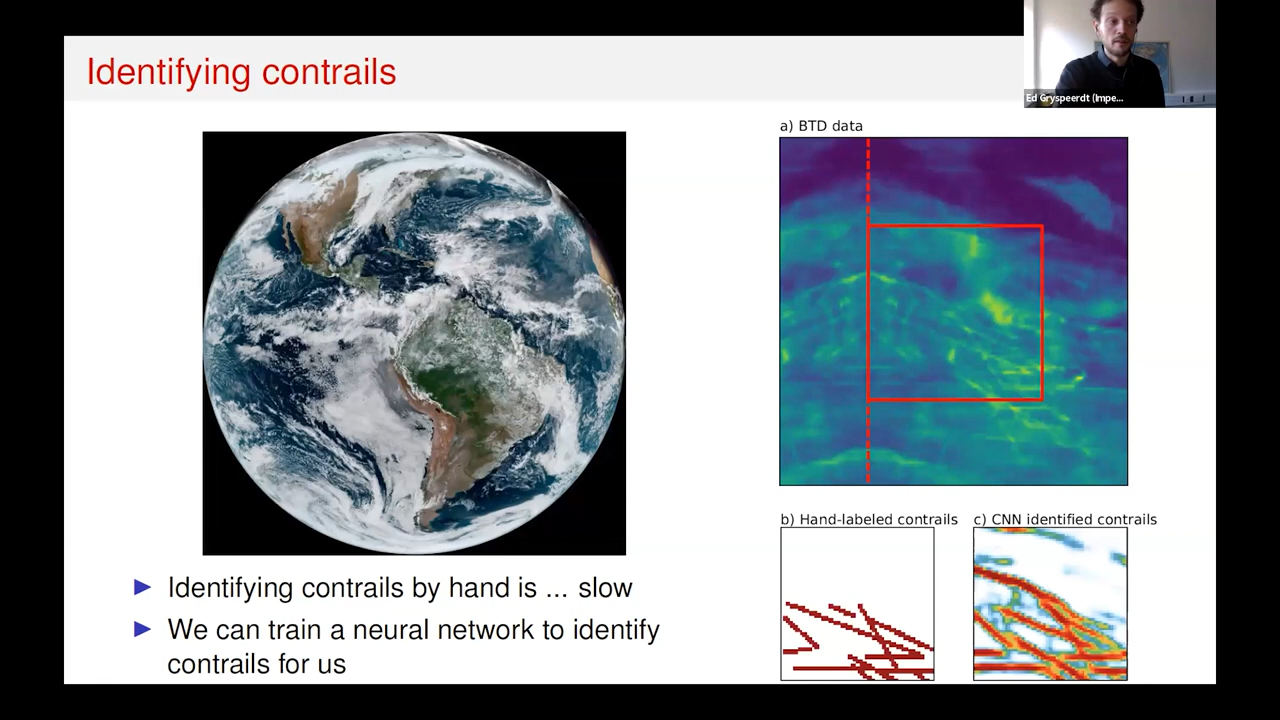 Identifying contrails
Ed Gryspeerdt (Impe...
a) BTD data
b) Hand-labeled contrails
c) CNN identified contrails
Identifying contrails by hand is ... slow
We can train a neural network to identify
contrails for us